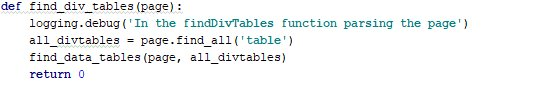 def find_div_tables(page):
    logging.debug('In the findDivTables function parsing the page')
    all_divtables = page.find_all('table')
    find_data_tables(page, all_divtables)
    return 0